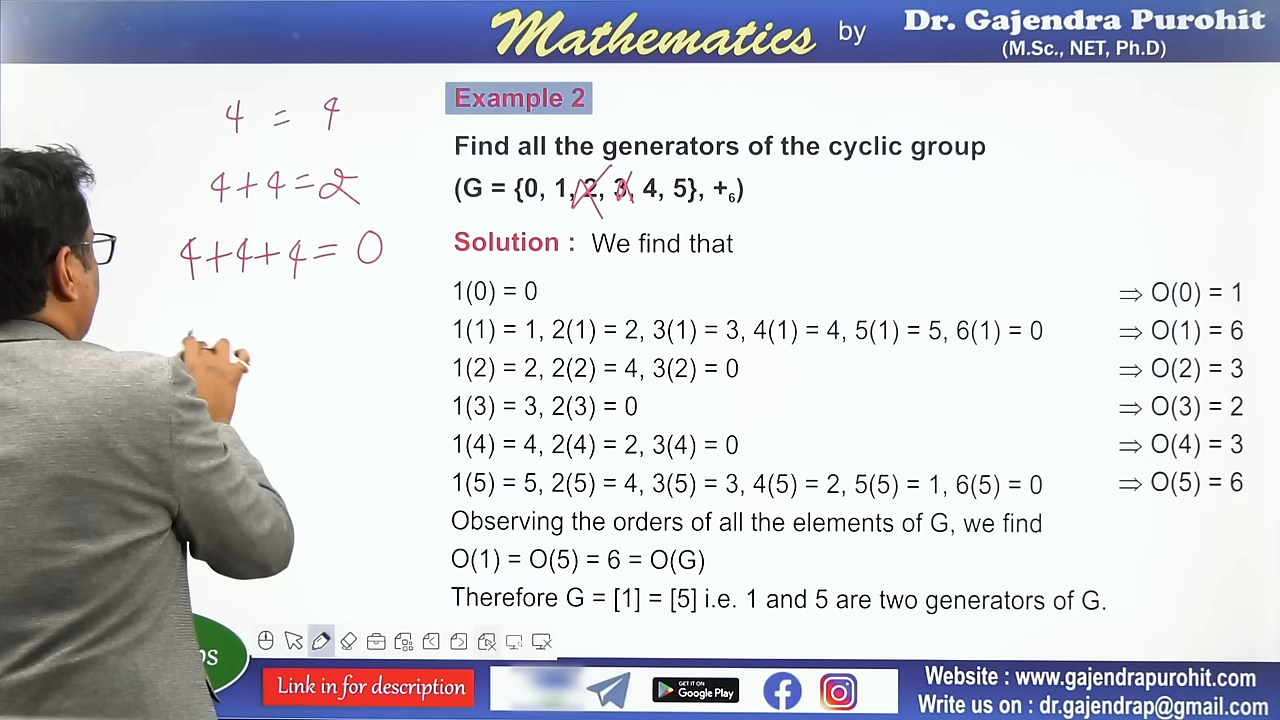 Mathematics by
Dr. Gajendra Purohit
(M.Sc., NET, Ph.D)
4 = 4
4+4=2
4+4+4= 0
Example 2
Find all the generators of the cyclic group
(G = {0, 1, 2, 3, 4, 5}, +₆)
Solution : We find that
1(0) = 0 ⇒ O(0) = 1
1(1) = 1, 2(1) = 2, 3(1) = 3, 4(1) = 4, 5(1) = 5, 6(1) = 0 ⇒ O(1) = 6
1(2) = 2, 2(2) = 4, 3(2) = 0 ⇒ O(2) = 3
1(3) = 3, 2(3) = 0 ⇒ O(3) = 2
1(4) = 4, 2(4) = 2, 3(4) = 0 ⇒ O(4) = 3
1(5) = 5, 2(5) = 4, 3(5) = 3, 4(5) = 2, 5(5) = 1, 6(5) = 0 ⇒ O(5) = 6
Observing the orders of all the elements of G, we find
O(1) = O(5) = 6 = O(G)
Therefore G = [1] = [5] i.e. 1 and 5 are two generators of G.
Link in for description
GET IT ON
Google Play
Website : www.gajendrapurohit.com
Write us on : dr.gajendrap@gmail.com